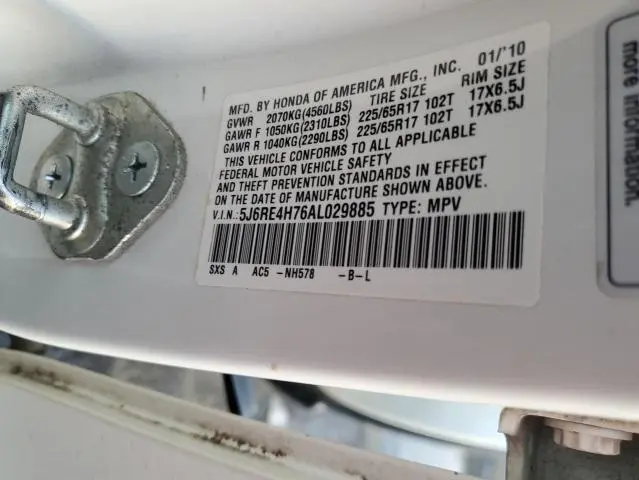 MFD. BY HONDA OF AMERICA MFG., INC. 01/'10
GVWR 2070KG(4560LBS) TIRE SIZE RIM SIZE
GAWR F 1050KG(2310LBS) 225/65R17 102T 17X6.5J
GAWR R 1040KG(2290LBS) 225/65R17 102T 17X6.5J
THIS VEHICLE CONFORMS TO ALL APPLICABLE
FEDERAL MOTOR VEHICLE SAFETY
AND THEFT PREVENTION STANDARDS IN EFFECT
ON THE DATE OF MANUFACTURE SHOWN ABOVE.
V.I.N.: 5J6RE4H76AL029885 TYPE: MPV
SXS A AC5 -NH578 -B-L
more
information.